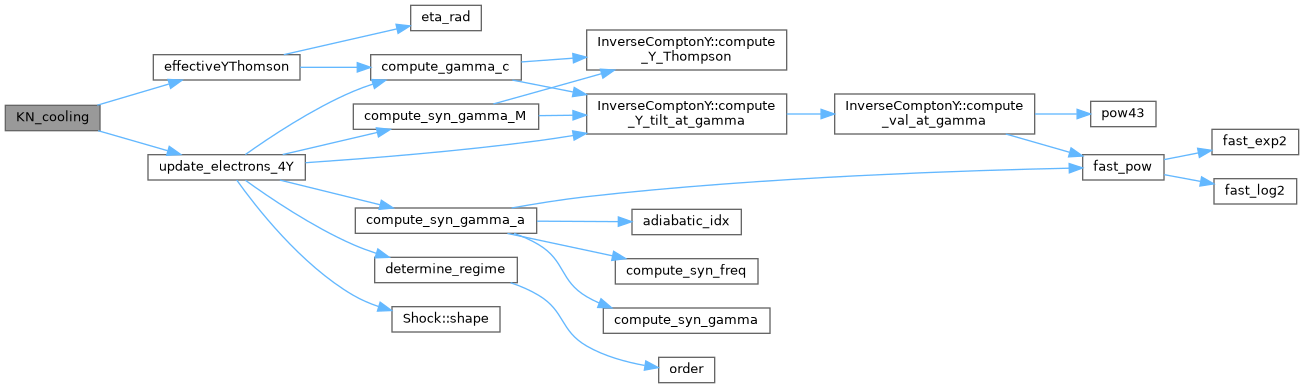 KN_cooling
effectiveYThomson
update_electrons_4Y
eta_rad
compute_gamma_c
compute_syn_gamma_M
compute_syn_gamma_a
determine_regime
Shock::shape
InverseComptonY::compute
_Y_Thompson
InverseComptonY::compute
_Y_tilt_at_gamma
adiabatic_idx
compute_syn_freq
compute_syn_gamma
order
InverseComptonY::compute
_val_at_gamma
pow43
fast_pow
fast_exp2
fast_log2